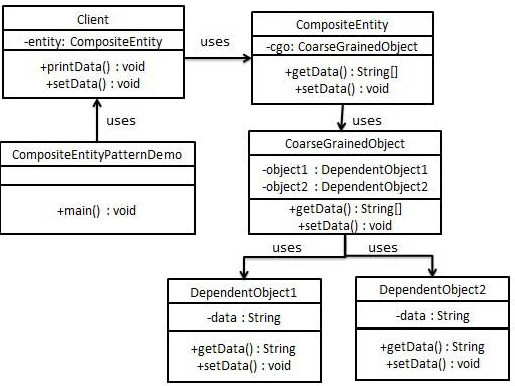 Client
-entity: CompositeEntity
+printData() : void
+setData() : void
uses
CompositeEntity
-cgo: CoarseGrainedObject
+getData() : String[]
+setData() : void
uses
uses
CompositeEntityPatternDemo
+main() : void
CoarseGrainedObject
-object1 : DependentObject1
-object2 : DependentObject2
+getData() : String[]
+setData() : void
uses
uses
DependentObject1
-data : String
+getData() : String
+setData() : void
DependentObject2
-data : String
+getData() : String
+setData() : void